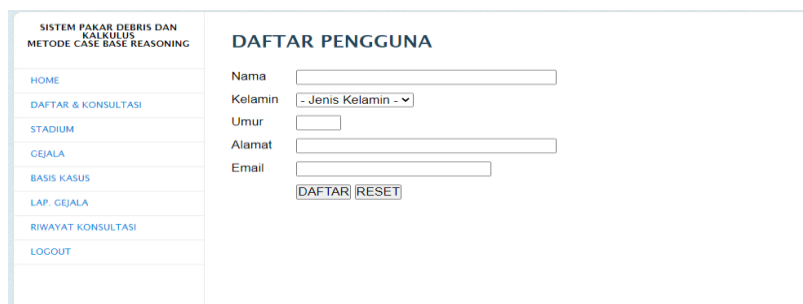 SISTEM PAKAR DEBRIS DAN
KALKULUS
METODE CASE BASE REASONING
HOME
DAFTAR & KONSULTASI
STADIUM
GEJALA
BASIS KASUS
LAP. GEJALA
RIWAYAT KONSULTASI
LOGOUT
DAFTAR PENGGUNA
Nama
Kelamin - Jenis Kelamin -
Umur
Alamat
Email
DAFTAR RESET